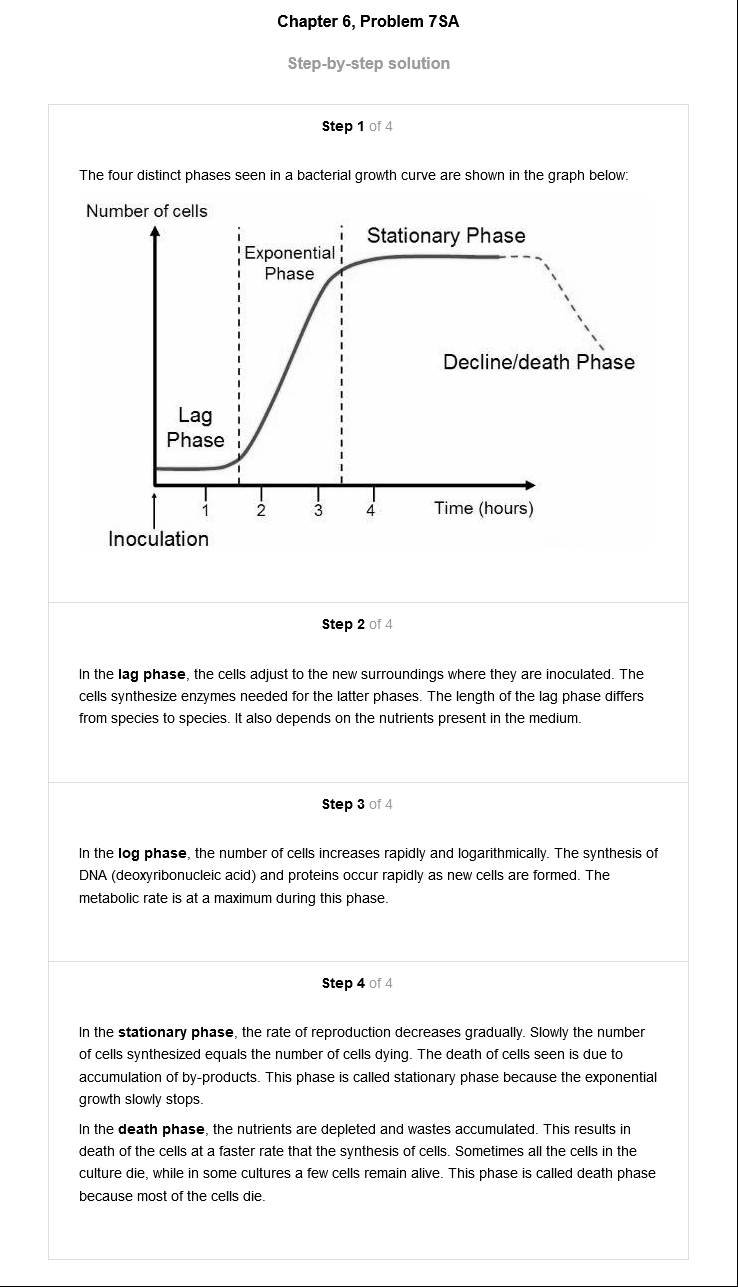 Chapter 6, Problem 7SA
Step-by-step solution
Step 1 of 4
The four distinct phases seen in a bacterial growth curve are shown in the graph below:
Number of cells
Stationary Phase
Exponential
Phase
Decline/death Phase
Lag
Phase
1 2 3 4 Time (hours)
Inoculation
Step 2 of 4
In the lag phase, the cells adjust to the new surroundings where they are inoculated. The
cells synthesize enzymes needed for the latter phases. The length of the lag phase differs
from species to species. It also depends on the nutrients present in the medium.
Step 3 of 4
In the log phase, the number of cells increases rapidly and logarithmically. The synthesis of
DNA (deoxyribonucleic acid) and proteins occur rapidly as new cells are formed. The
metabolic rate is at a maximum during this phase.
Step 4 of 4
In the stationary phase, the rate of reproduction decreases gradually. Slowly the number
of cells synthesized equals the number of cells dying. The death of cells seen is due to
accumulation of by-products. This phase is called stationary phase because the exponential
growth slowly stops.
In the death phase, the nutrients are depleted and wastes accumulated. This results in
death of the cells at a faster rate that the synthesis of cells. Sometimes all the cells in the
culture die, while in some cultures a few cells remain alive. This phase is called death phase
because most of the cells die.